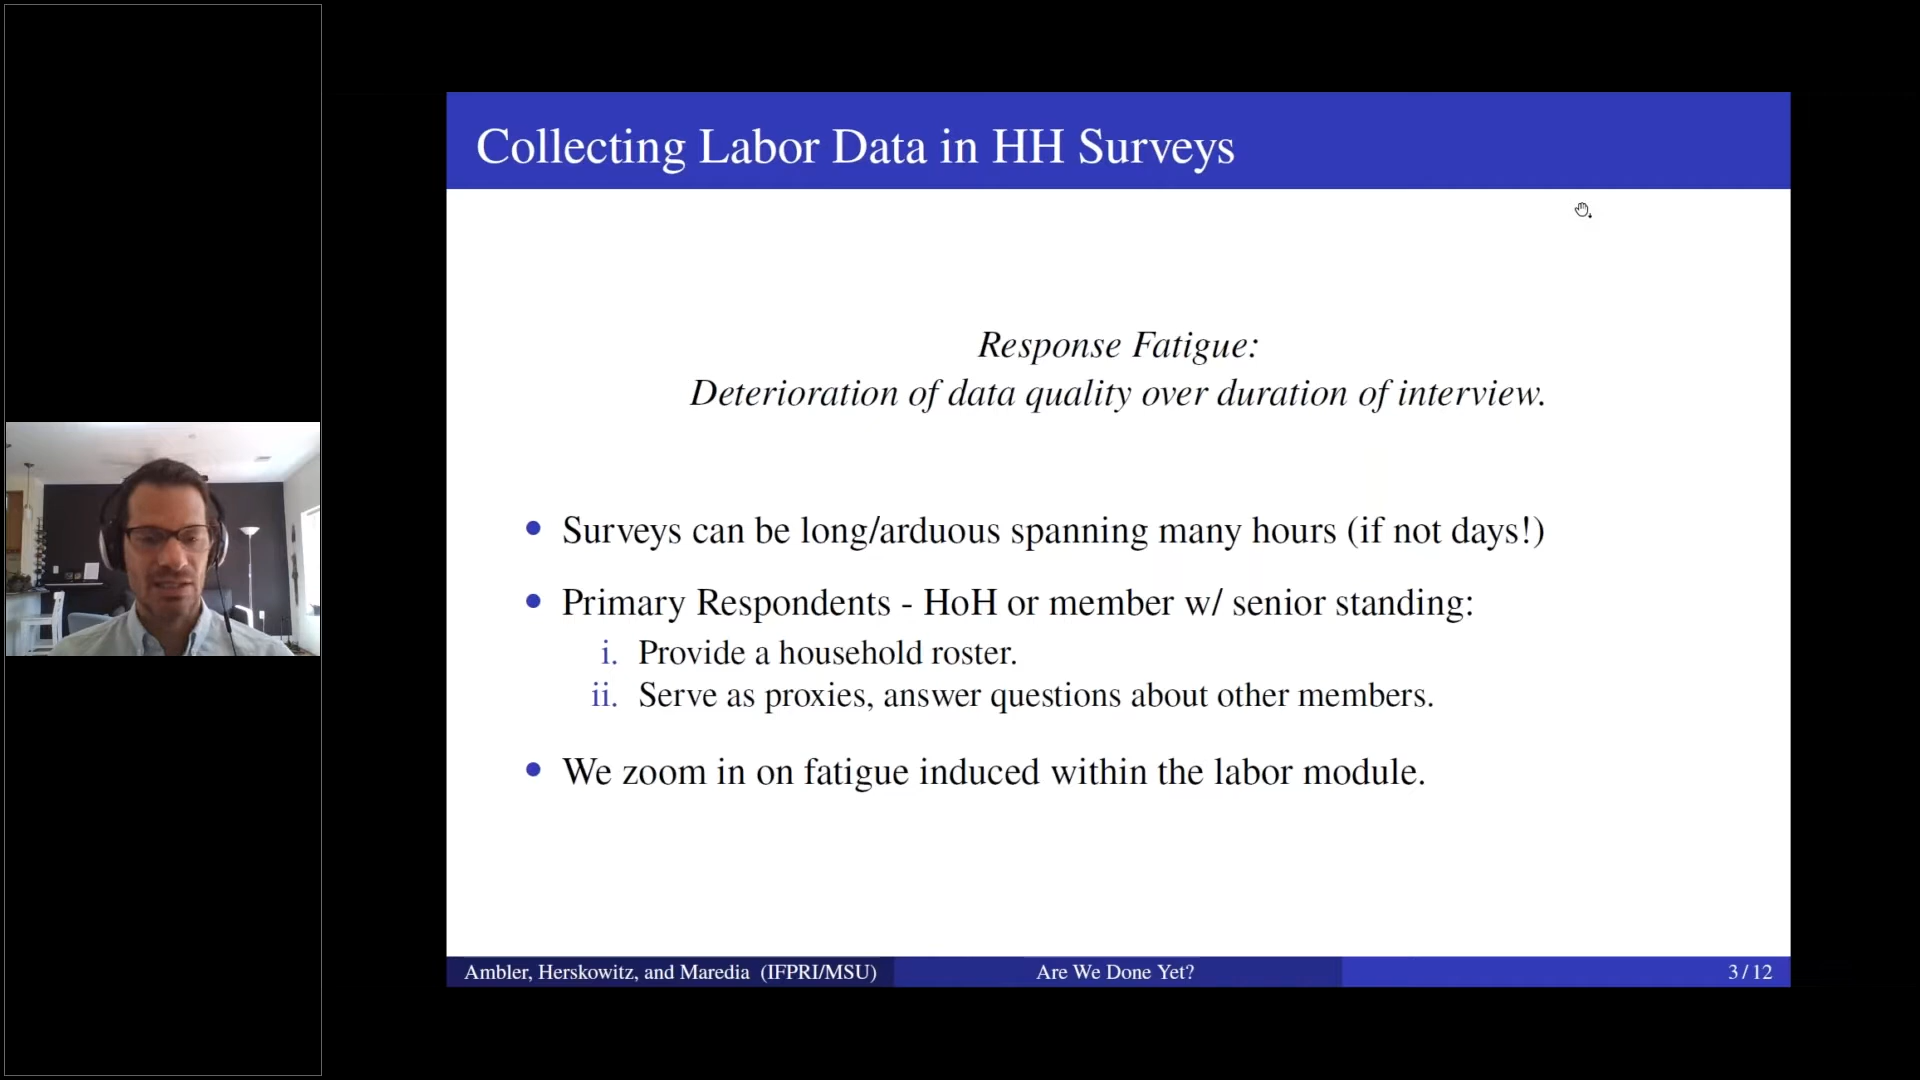 Collecting Labor Data in HH Surveys
Response Fatigue:
Deterioration of data quality over duration of interview.
• Surveys can be long/arduous spanning many hours (if not days!)
• Primary Respondents - HoH or member w/ senior standing:
i. Provide a household roster.
ii. Serve as proxies, answer questions about other members.
• We zoom in on fatigue induced within the labor module.
Ambler, Herskowitz, and Maredia (IFPRI/MSU) Are We Done Yet? 3 / 12